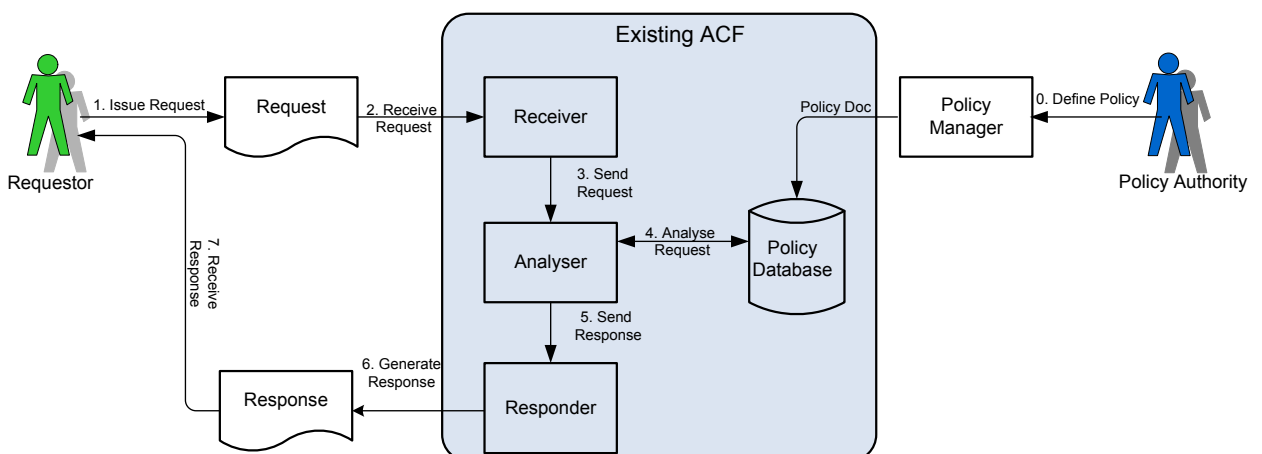 Existing ACF
1. Issue Request
Request
2. Receive
Request
Receiver
Policy Doc
Policy
Manager
0. Define Policy
Requestor
Policy Authority
3. Send
Request
Analyser
4. Analyse
Request
Policy
Database
7. Receive
Response
5. Send
Response
6. Generate
Response
Response
Responder